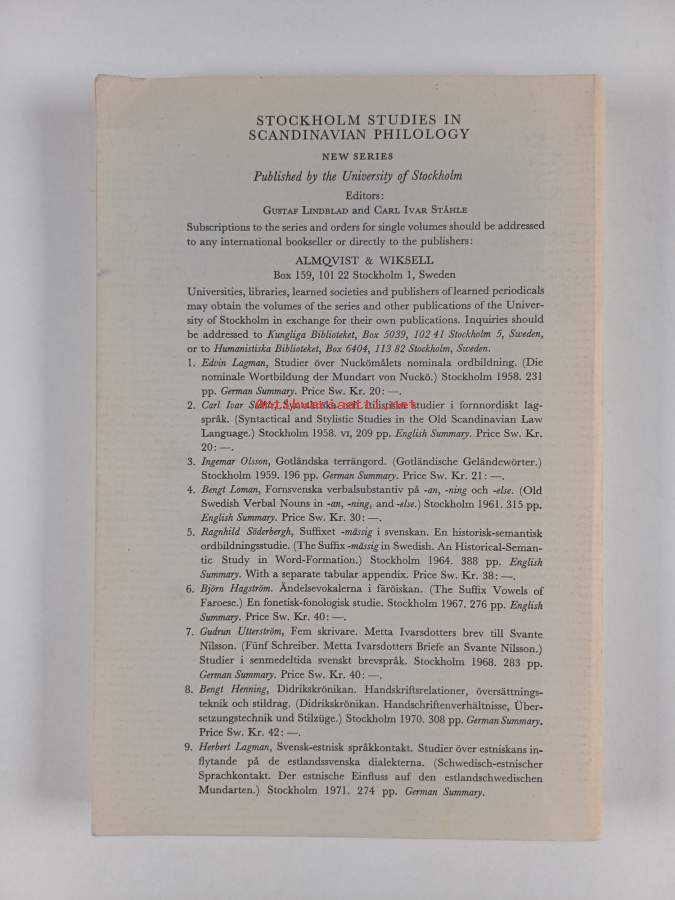 STOCKHOLM STUDIES IN
SCANDINAVIAN PHILOLOGY
NEW SERIES
Published by the University of Stockholm
Editors:
GUSTAF LINDBLAD and CARL IVAR STÅHLE
Subscriptions to the series and orders for single volumes should be addressed
to any international bookseller or directly to the publishers:
ALMQVIST & WIKSELL
Box 159, 101 22 Stockholm 1, Sweden
Universities, libraries, learned societies and publishers of learned periodicals
may obtain the volumes of the series and other publications of the Univer-
sity of Stockholm in exchange for their own publications. Inquiries should
be addressed to Kungliga Biblioteket, Box 5039, 102 41 Stockholm 5, Sweden,
or to Humanistiska Biblioteket, Box 6404, 113 82 Stockholm, Sweden.
1. Edvin Lagman, Studier över Nuckömålets nominala ordbildning. (Die
nominale Wortbildung der Mundart von Nuckö.) Stockholm 1958. 231
pp. German Summary. Price Sw. Kr. 20: —.
2. Carl Ivar studier i fornnordiskt lag-
Antikvariaatti.net
språk. (Syntactical and Stylistic Studies in the Old Scandinavian Law
Language.) Stockholm 1958. VI, 209 pp. English Summary. Price Sw. Kr.
20: —.
3. Ingemar Olsson, Gotländska terrängord. (Gotländische Geländewörter.)
Stockholm 1959. 196 pp. German Summary. Price Sw. Kr. 21: —.
4. Bengt Loman, Fornsvenska verbalsubstantiv på -an, -ning och -else. (Old
Swedish Verbal Nouns in -an, -ning, and -else.) Stockholm 1961. 315 pp.
English Summary. Price Sw. Kr. 30: —.
5. Ragnhild Söderbergh, Suffixet -mässig i svenskan. En historisk-semantisk
ordbildningsstudie. (The Suffix -mässig in Swedish. An Historical-Seman-
tic Study in Word-Formation.) Stockholm 1964. 388 pp. English
Summary. With a separate tabular appendix. Price Sw. Kr. 38: —.
6. Björn Hagström. Ändelsevokalerna i färöiskan. (The Suffix Vowels of
Faroese.) En fonetisk-fonologisk studie. Stockholm 1967. 276 pp. English
Summary. Price Sw. Kr. 40: —.
7. Gudrun Utterström, Fem skrivare. Metta Ivarsdotters brev till Svante
Nilsson. (Fünf Schreiber. Metta Ivarsdotters Briefe an Svante Nilsson.)
Studier i senmedeltida svenskt brevspråk. Stockholm 1968. 283 pp.
German Summary. Price Sw. Kr. 40: —.
8. Bengt Henning, Didrikskrönikan. Handskriftsrelationer, översättnings-
teknik och stildrag. (Didrikskrönikan. Handschriftenverhältnisse, Über-
setzungstechnik und Stilzüge.) Stockholm 1970. 308 pp. German Summary.
Price Sw. Kr. 42: —.
9. Herbert Lagman, Svensk-estnisk språkkontakt. Studier över estniskans in-
flytande på de estlandssvenska dialekterna. (Schwedisch-estnischer
Sprachkontakt. Der estnische Einfluss auf den estlandschwedischen
Mundarten.) Stockholm 1971. 274 pp. German Summary.